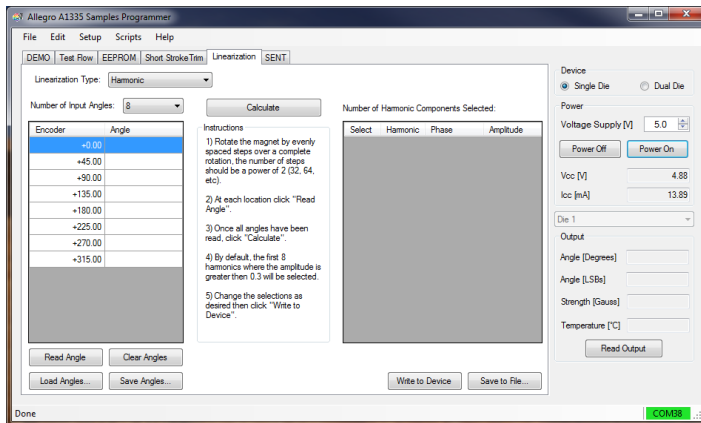 Allegro A1335 Samples Programmer
File Edit Setup Scripts Help
DEMO Test Flow EEPROM Short Stroke Trim Linearization SENT
Linearization Type: Harmonic
Number of Input Angles: 8
Calculate
Number of Harmonic Components Selected:
Encoder Angle
+0.00
+45.00
+90.00
+135.00
+180.00
+225.00
+270.00
+315.00
Read Angle Clear Angles
Load Angles... Save Angles...
Instructions
1) Rotate the magnet by evenly
spaced steps over a complete
rotation, the number of steps
should be a power of 2 (32, 64,
etc).
2) At each location click "Read
Angle".
3) Once all angles have been
read, click "Calculate".
4) By default, the first 8
harmonics where the amplitude is
greater then 0.3 will be selected.
5) Change the selections as
desired then click "Write to
Device".
Select Harmonic Phase Amplitude
Write to Device Save to File...
Device
Single Die Dual Die
Power
Voltage Supply [V] 5.0
Power Off Power On
Vcc [V] 4.88
Icc [mA] 13.89
Die 1
Output
Angle [Degrees]
Angle [LSBs]
Strength [Gauss]
Temperature [°C]
Read Output
Done COM38